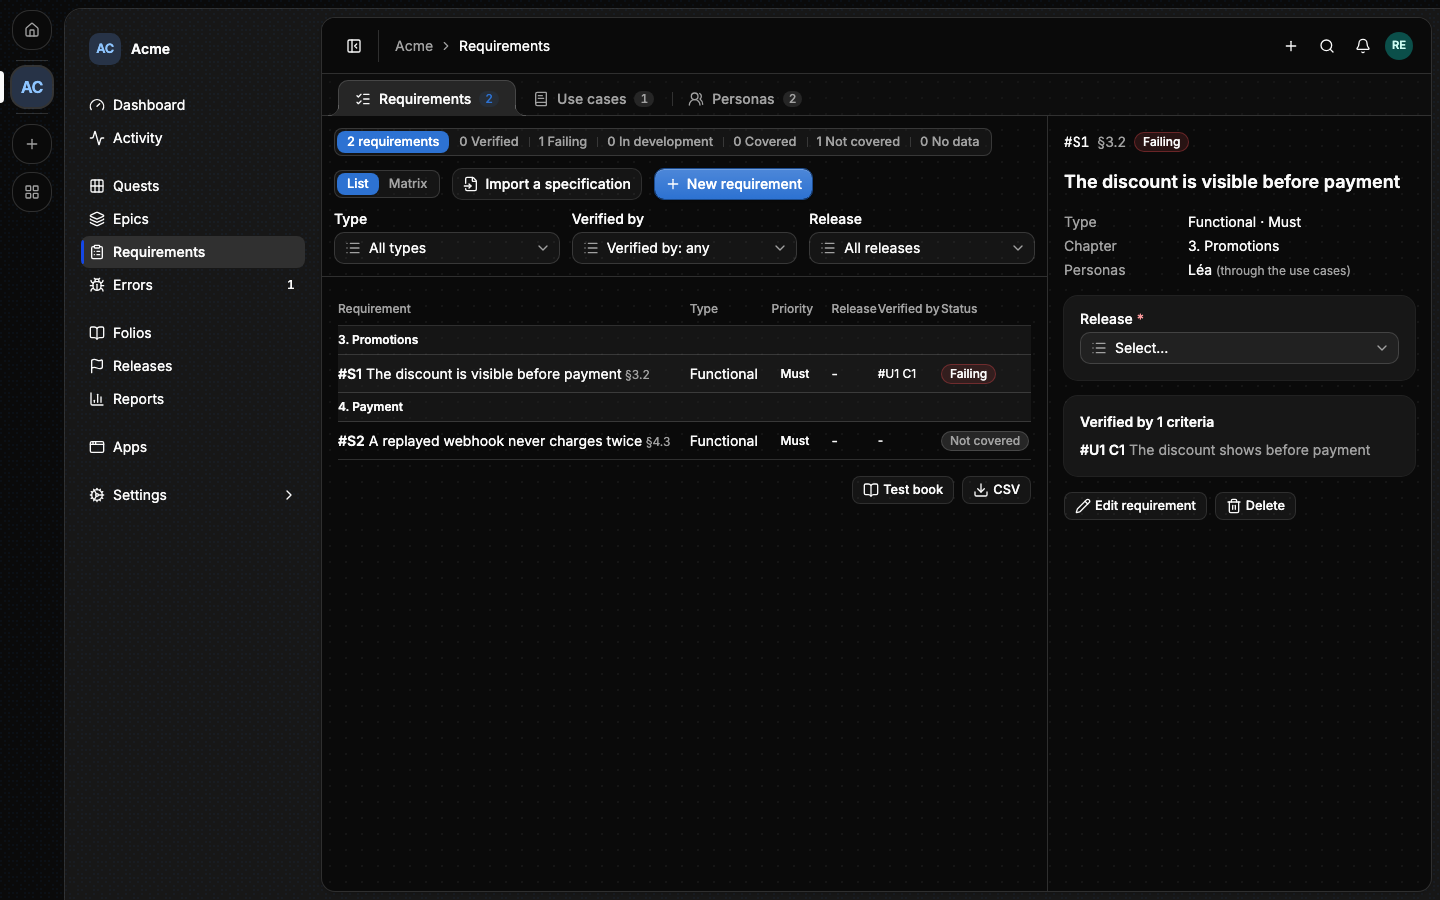 AC Acme
Acme > Requirements
RE
AC
Dashboard
Activity
Quests
Epics
Requirements
Errors 1
Folios
Releases
Reports
Apps
Settings
Requirements 2
Use cases 1
Personas 2
2 requirements 0 Verified 1 Failing 0 In development 0 Covered 1 Not covered 0 No data
List Matrix Import a specification + New requirement
Type Verified by Release
All types Verified by: any All releases
Requirement Type Priority Release Verified by Status
3. Promotions
#S1 The discount is visible before payment §3.2 Functional Must - #U1 C1 Failing
4. Payment
#S2 A replayed webhook never charges twice §4.3 Functional Must - - Not covered
Test book CSV
#S1 §3.2 Failing
The discount is visible before payment
Type Functional · Must
Chapter 3. Promotions
Personas Léa (through the use cases)
Release *
Select...
Verified by 1 criteria
#U1 C1 The discount shows before payment
Edit requirement Delete